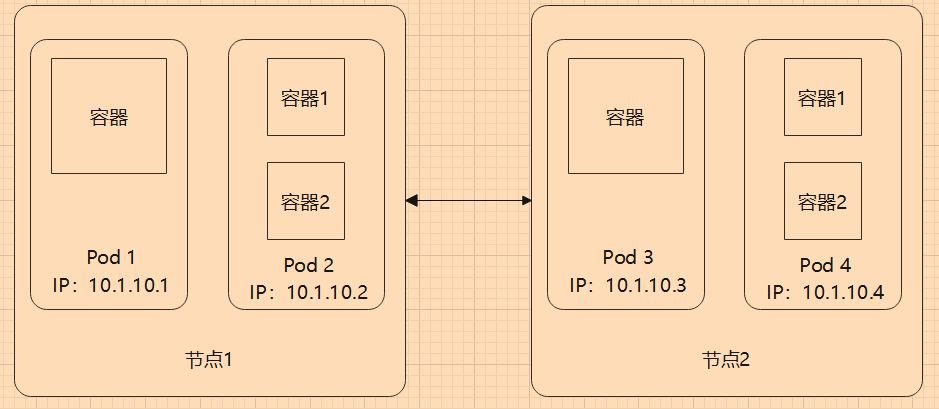 容器
Pod 1
IP：10.1.10.1
容器1
容器2
Pod 2
IP：10.1.10.2
节点1
容器
Pod 3
IP：10.1.10.3
容器1
容器2
Pod 4
IP：10.1.10.4
节点2